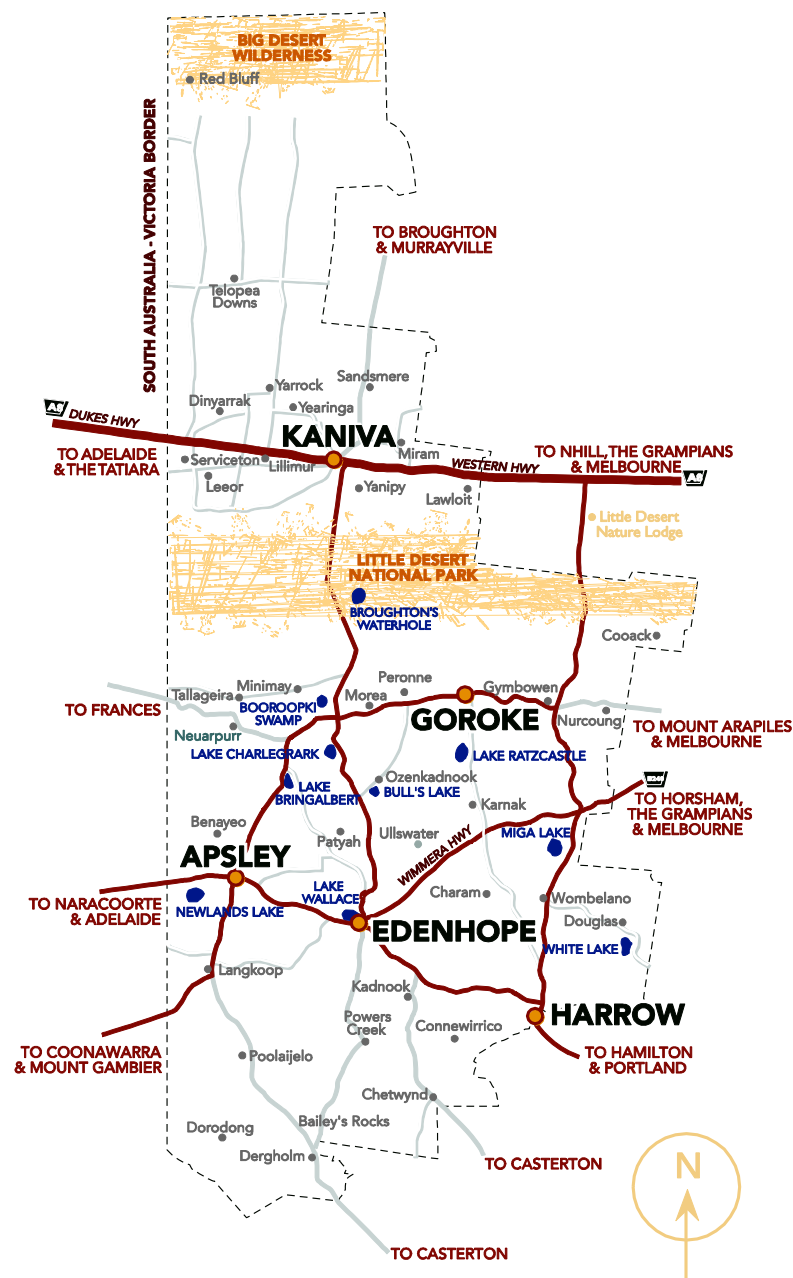 BIG DESERT
WILDERNESS
Red Bluff
SOUTH AUSTRALIA - VICTORIA BORDER
TO BROUGHTON
& MURRAYVILLE
Telopea
Downs
Sandsmere
Yarrock
Dinyarrak
Yearinga
A8
DUKES HWY
KANIVA
Miram
TO ADELAIDE
& THE TATIARA
Serviceton
Lillimur
WESTERN HWY
TO NHILL,THE GRAMPIANS
& MELBOURNE
A8
Leeor
Yanipy
Lawloit
Little Desert
Nature Lodge
LITTLE DESERT
NATIONAL PARK
BROUGHTON'S
WATERHOLE
Cooack
Peronne
Minimay
Gymbowen
Tallageira
Morea
TO FRANCES
BOOROOPKI
SWAMP
GOROKE
Nurcoung
Neuarpurr
TO MOUNT ARAPILES
& MELBOURNE
LAKE CHARLEGRARK
LAKE RATZCASTLE
Ozenkadnook
LAKE
BRINGALBERT
BULL'S LAKE
TO HORSHAM,
THE GRAMPIANS
& MELBOURNE
Karnak
Benayeo
Patyah
Ullswater
WIMMERA HWY
MIGA LAKE
APSLEY
LAKE
WALLACE
Charam
Wombelano
TO NARACOORTE
& ADELAIDE
NEWLANDS LAKE
Douglas
EDENHOPE
WHITE LAKE
Langkoop
Kadnook
HARROW
Powers
Creek
Connewirrico
TO COONAWARRA
& MOUNT GAMBIER
Poolaijelo
TO HAMILTON
& PORTLAND
Chetwynd
Bailey's Rocks
Dorodong
Dergholm
TO CASTERTON
N
TO CASTERTON